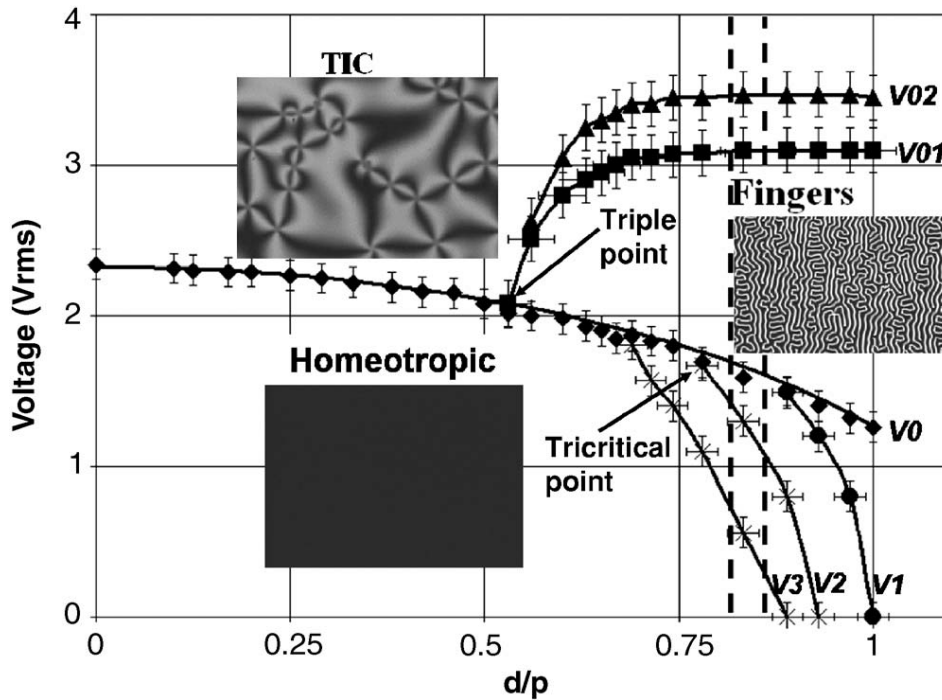 4
TIC
V02
3
V01
Fingers
Triple
point
Voltage (Vrms)
2
Homeotropic
V0
Tricritical
point
1
V3
V2
V1
0
0
0.25
0.5
0.75
1
d/p